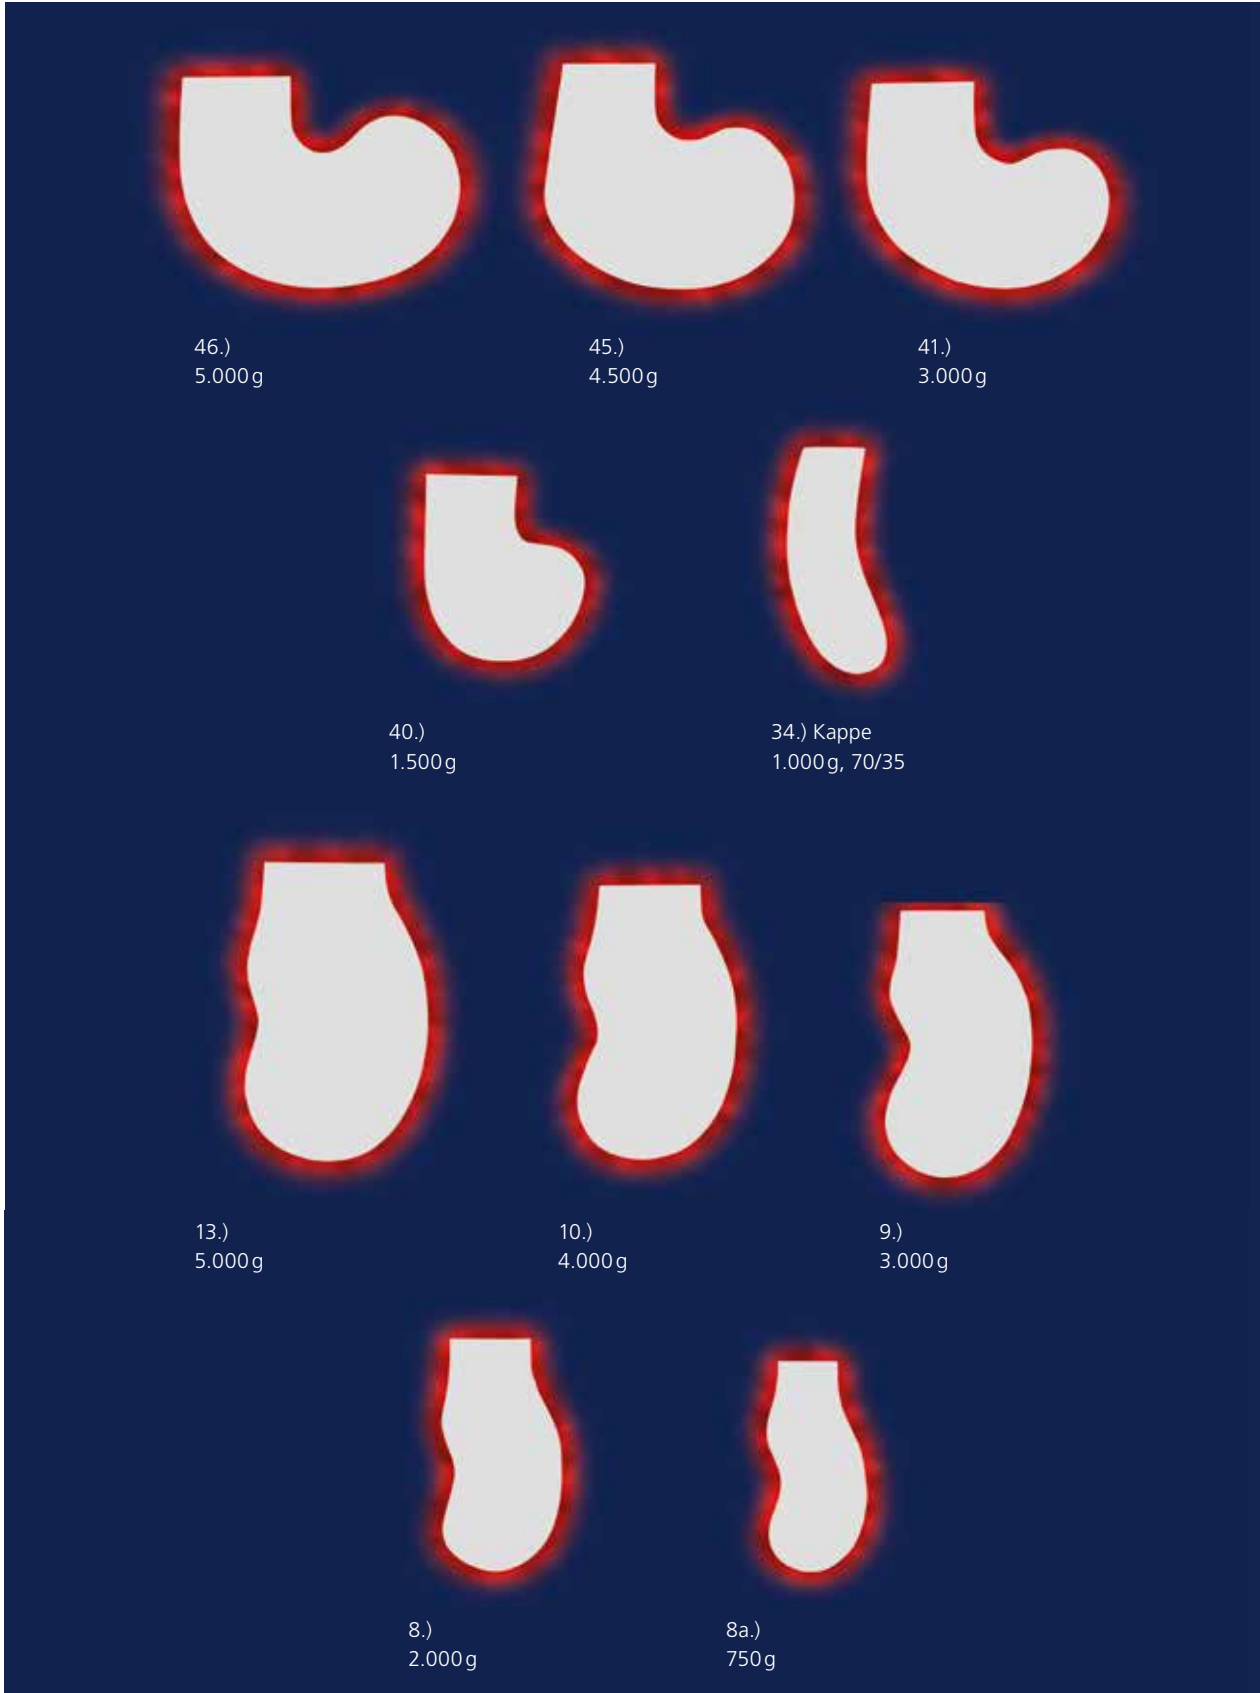 46.)
5.000 g
45.)
4.500 g
41.)
3.000 g
40.)
1.500 g
34.) Kappe
1.000 g, 70/35
13.)
5.000 g
10.)
4.000 g
9.)
3.000 g
8.)
2.000 g
8a.)
750 g